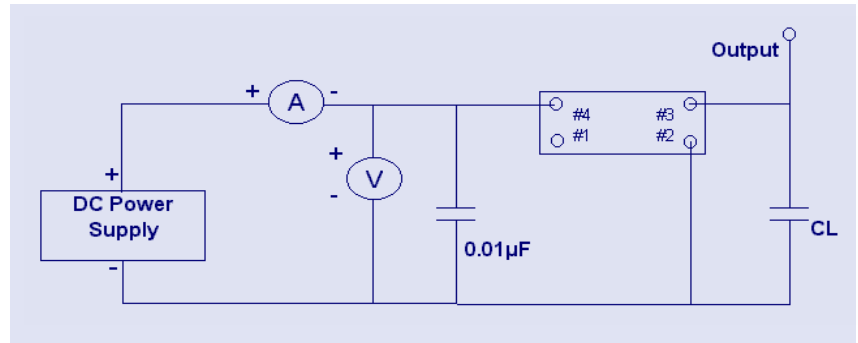 Output
+ A -
#4 #3
#1 #2
+
V
-
+
DC Power
Supply
-
0.01µF
CL